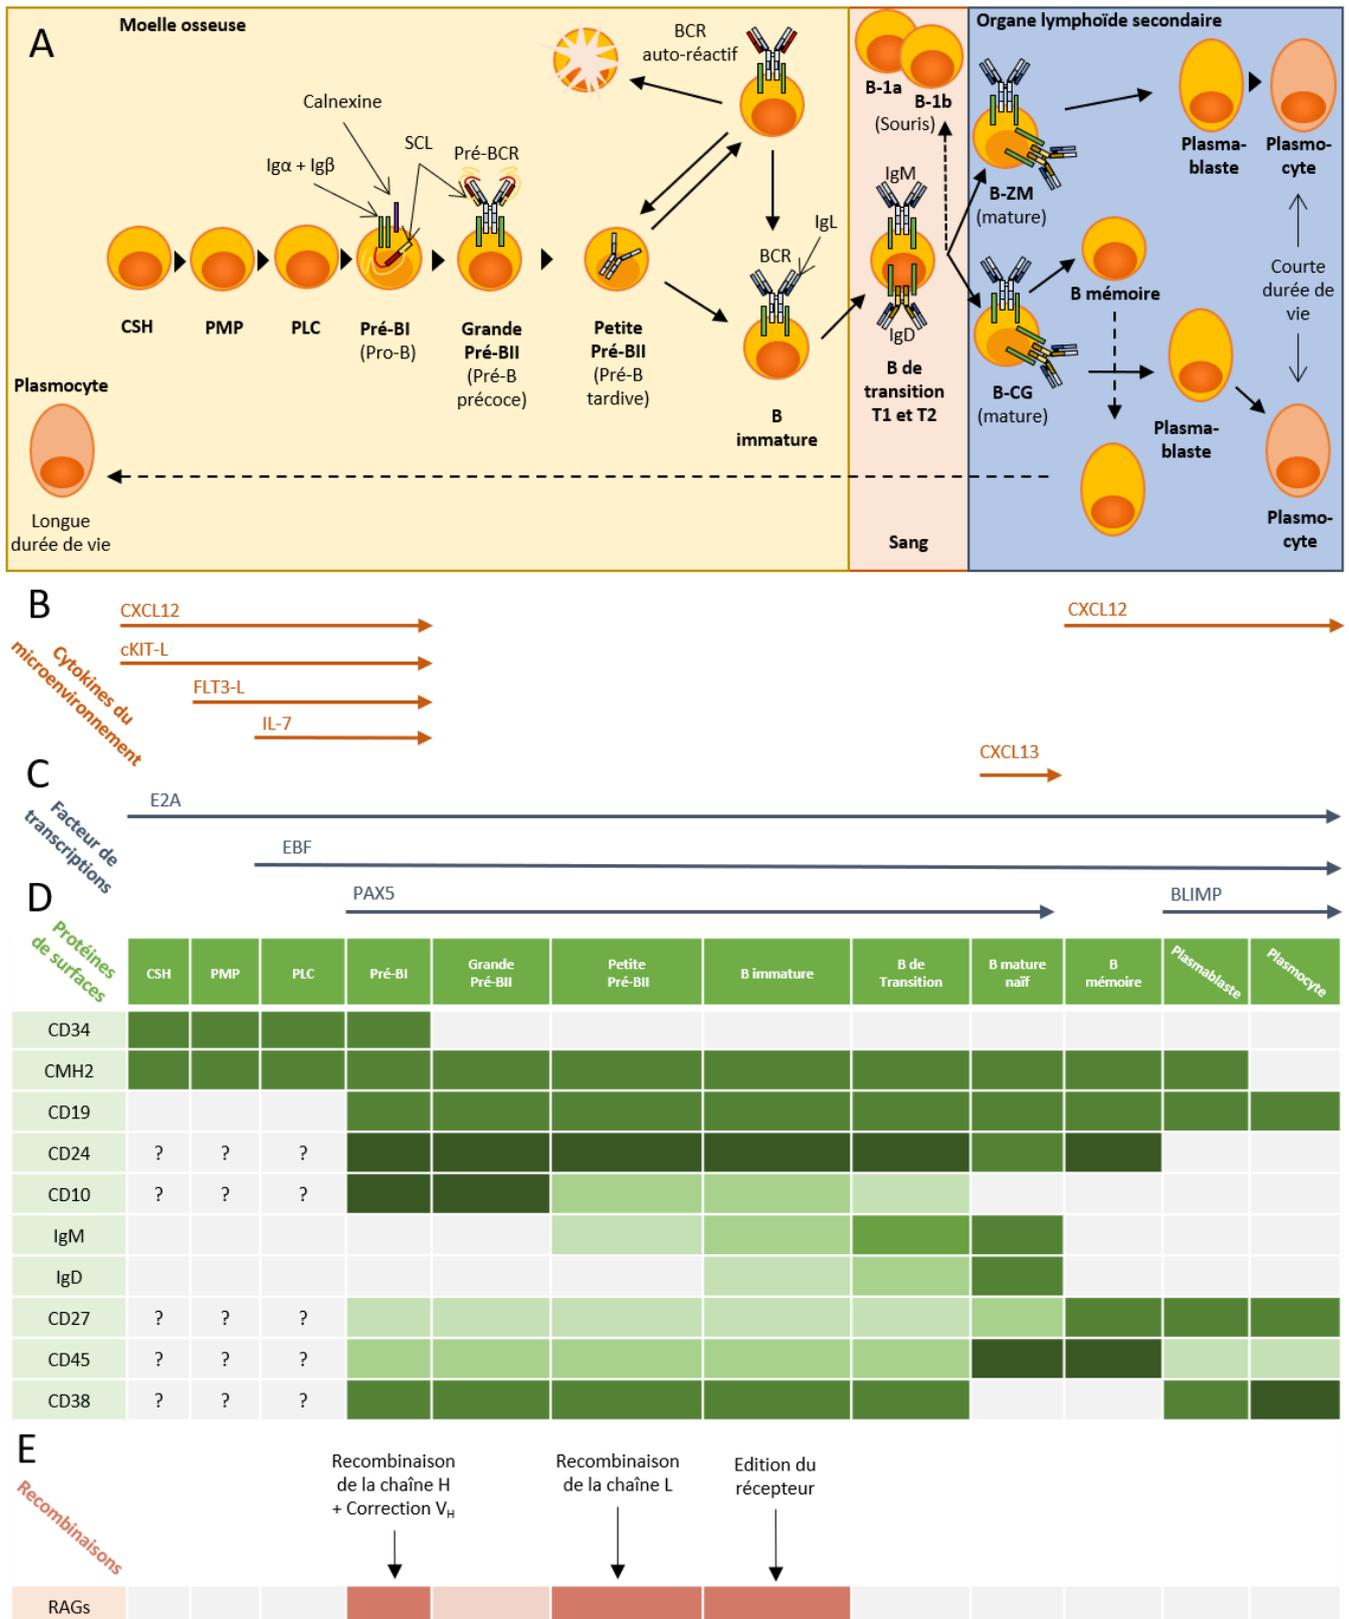 A
Moelle osseuse
BCR
auto-réactif
Calnexine
SCL
Igα + Igβ
Pré-BCR
IgL
BCR
CSH
PMP
PLC
Pré-BI
(Pro-B)
Grande
Pré-BII
(Pré-B
précoce)
Petite
Pré-BII
(Pré-B
tardive)
B
immature
Plasmocyte
Longue
durée de vie
B-1a
B-1b
(Souris)
IgM
IgD
B de
transition
T1 et T2
Sang
Organe lymphoïde secondaire
B-ZM
(mature)
Plasma-
blaste
Plasmo-
cyte
B mémoire
Courte
durée de
vie
B-CG
(mature)
Plasma-
blaste
Plasmo-
cyte
B
Cytokines du
microenvironnement
CXCL12
CXCL12
cKIT-L
FLT3-L
IL-7
CXCL13
C
Facteur de
transcriptions
E2A
EBF
PAX5
BLIMP
D
Protéines
de surfaces
CSH
PMP
PLC
Pré-BI
Grande
Pré-BII
Petite
Pré-BII
B immature
B de
Transition
B mature
naïf
B
mémoire
Plasmablaste
Plasmocyte
CD34
CMH2
CD19
CD24 ? ? ?
CD10 ? ? ?
IgM
IgD
CD27 ? ? ?
CD45 ? ? ?
CD38 ? ? ?
E
Recombinaisons
Recombinaison
de la chaîne H
+ Correction VH
Recombinaison
de la chaîne L
Edition du
récepteur
RAGs